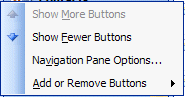 Show More Buttons
Show Fewer Buttons
Navigation Pane Options...
Add or Remove Buttons